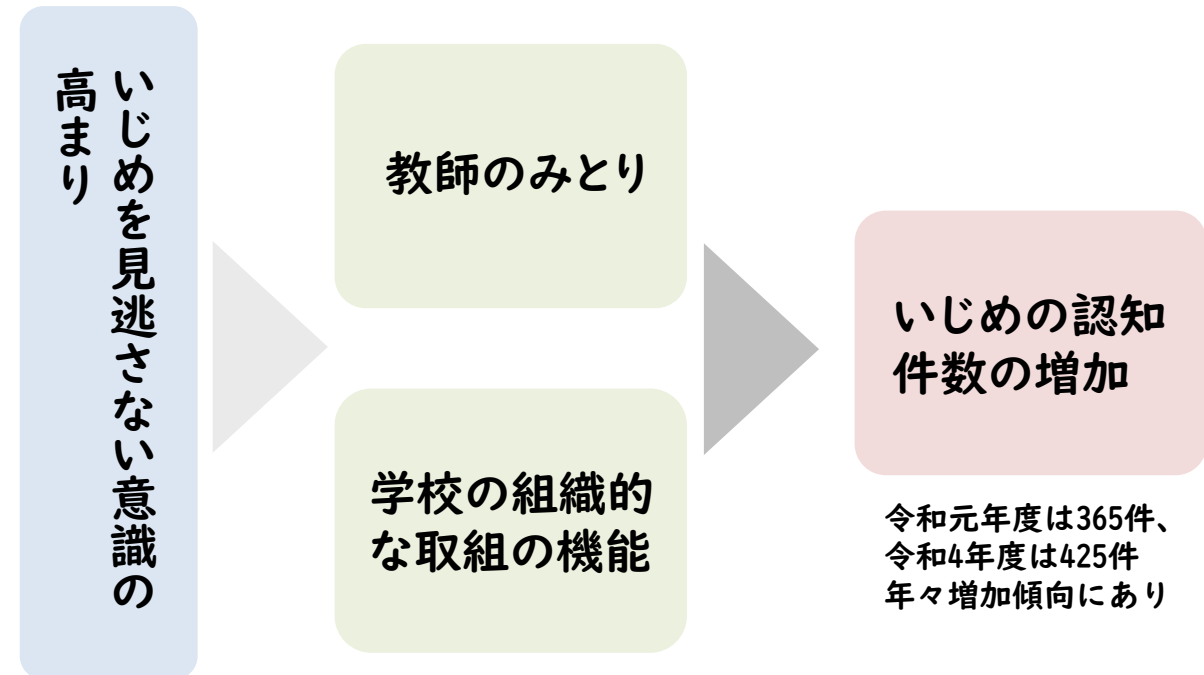 いじめを見逃さない意識の
高まり
教師のみとり
学校の組織的
な取組の機能
いじめの認知
件数の増加
令和元年度は365件、
令和4年度は425件
年々増加傾向にあり